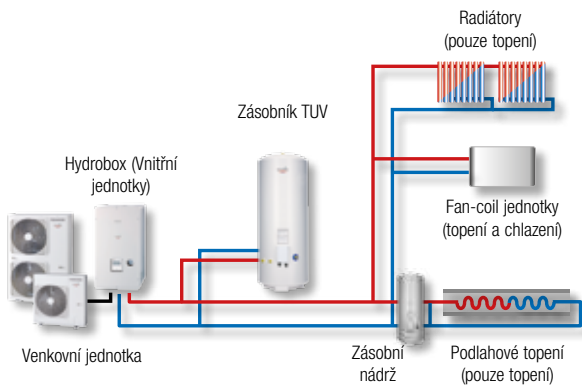 Radiátory
(pouze topení)
Zásobník TUV
Hydrobox (Vnitřní
jednotky)
Fan-coil jednotky
(topení a chlazení)
Venkovní jednotka
Zásobní
nádrž
Podlahové topení
(pouze topení)